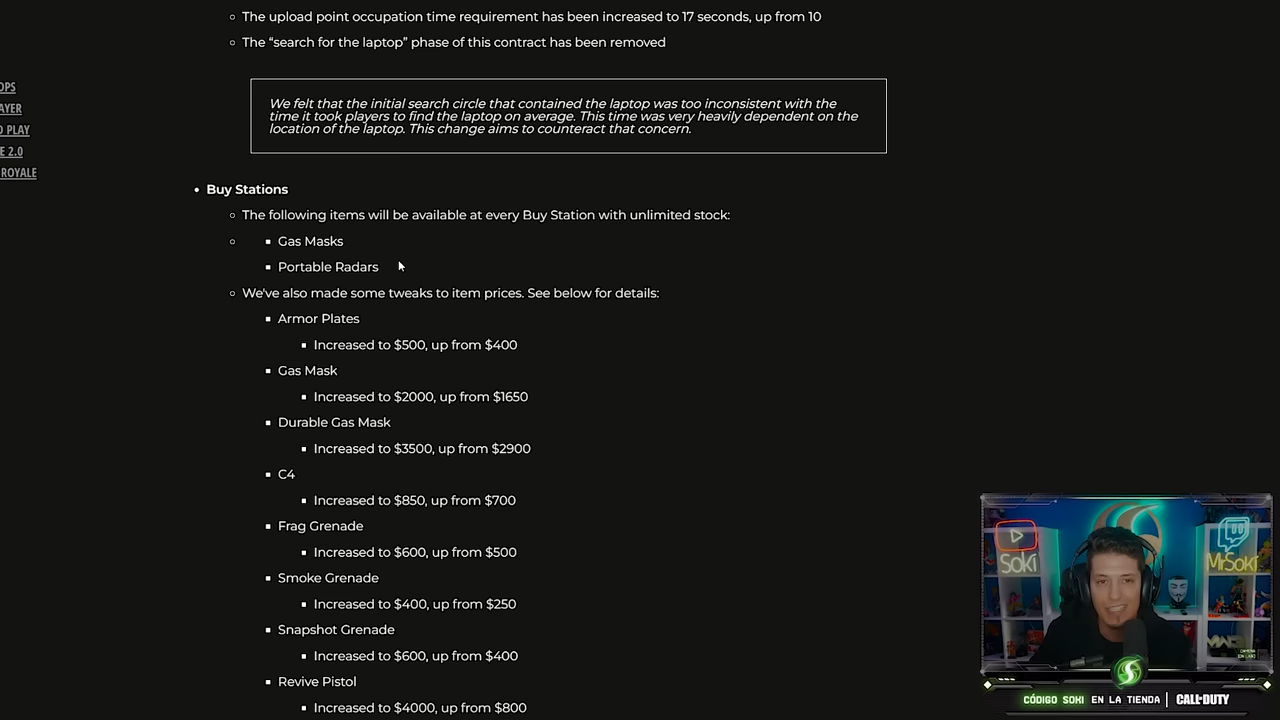 The upload point occupation time requirement has been increased to 17 seconds, up from 10
The “search for the laptop” phase of this contract has been removed
OPS
AYER
O PLAY
E 2.0
ROYALE
We felt that the initial search circle that contained the laptop was too inconsistent with the
time it took players to find the laptop on average. This time was very heavily dependent on the
location of the laptop. This change aims to counteract that concern.
Buy Stations
The following items will be available at every Buy Station with unlimited stock:
Gas Masks
Portable Radars
We've also made some tweaks to item prices. See below for details:
Armor Plates
Increased to $500, up from $400
Gas Mask
Increased to $2000, up from $1650
Durable Gas Mask
Increased to $3500, up from $2900
C4
Increased to $850, up from $700
Frag Grenade
Increased to $600, up from $500
Smoke Grenade
Increased to $400, up from $250
Snapshot Grenade
Increased to $600, up from $400
Revive Pistol
Increased to $4000, up from $800
Soki
MrSoki
CÓDIGO SOKI EN LA TIENDA | CALL OF DUTY